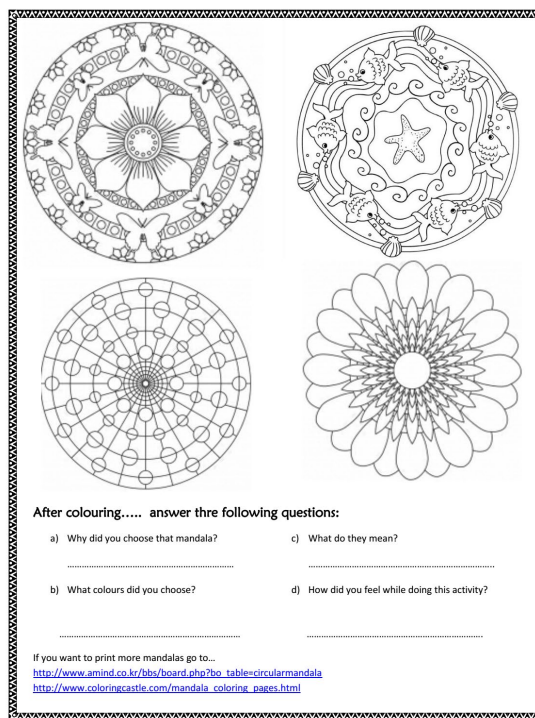 After colouring….. answer thre following questions:
a) Why did you choose that mandala?
c) What do they mean?
……………………………………………………………
…………………………………………………………………..
b) What colours did you choose?
d) How did you feel while doing this activity?
…………………………………………………………………
……………………………………………………………….
If you want to print more mandalas go to…
http://www.amind.co.kr/bbs/board.php?bo_table=circularmandala
http://www.coloringcastle.com/mandala_coloring_pages.html